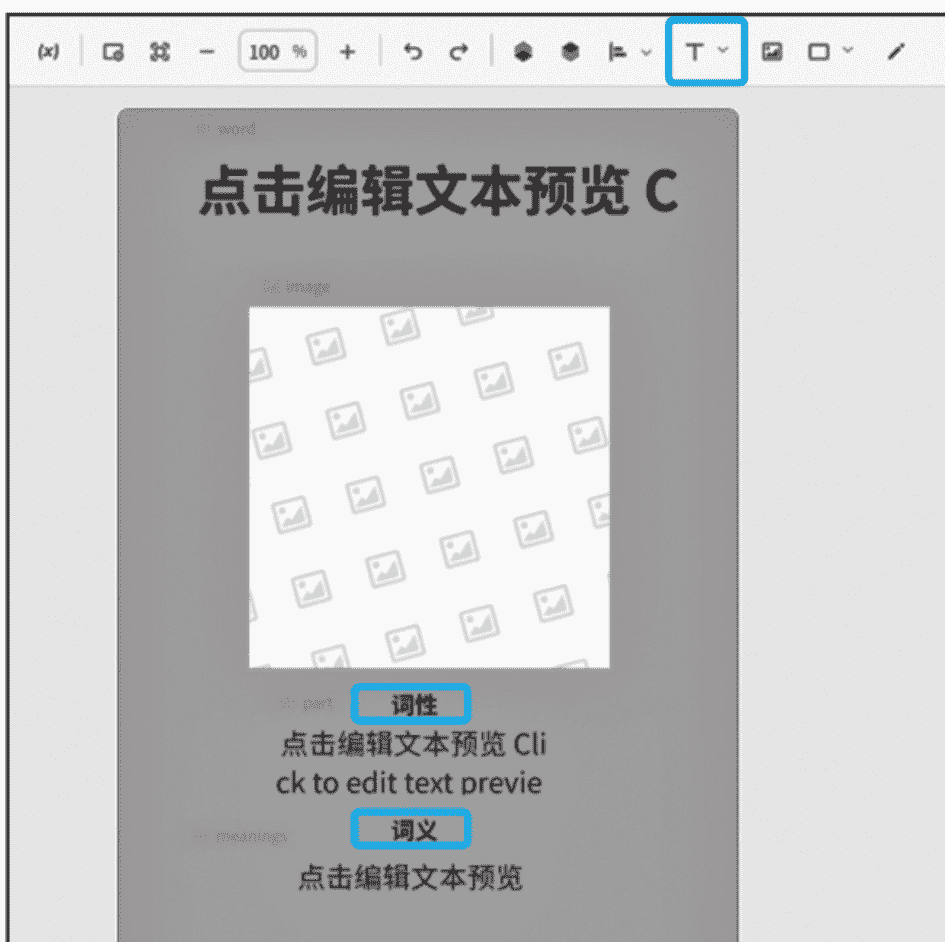 (x) 100 % T
word
点击编辑文本预览 C
image
part 词性
点击编辑文本预览 Cli
ck to edit text previe
meanings 词义
点击编辑文本预览